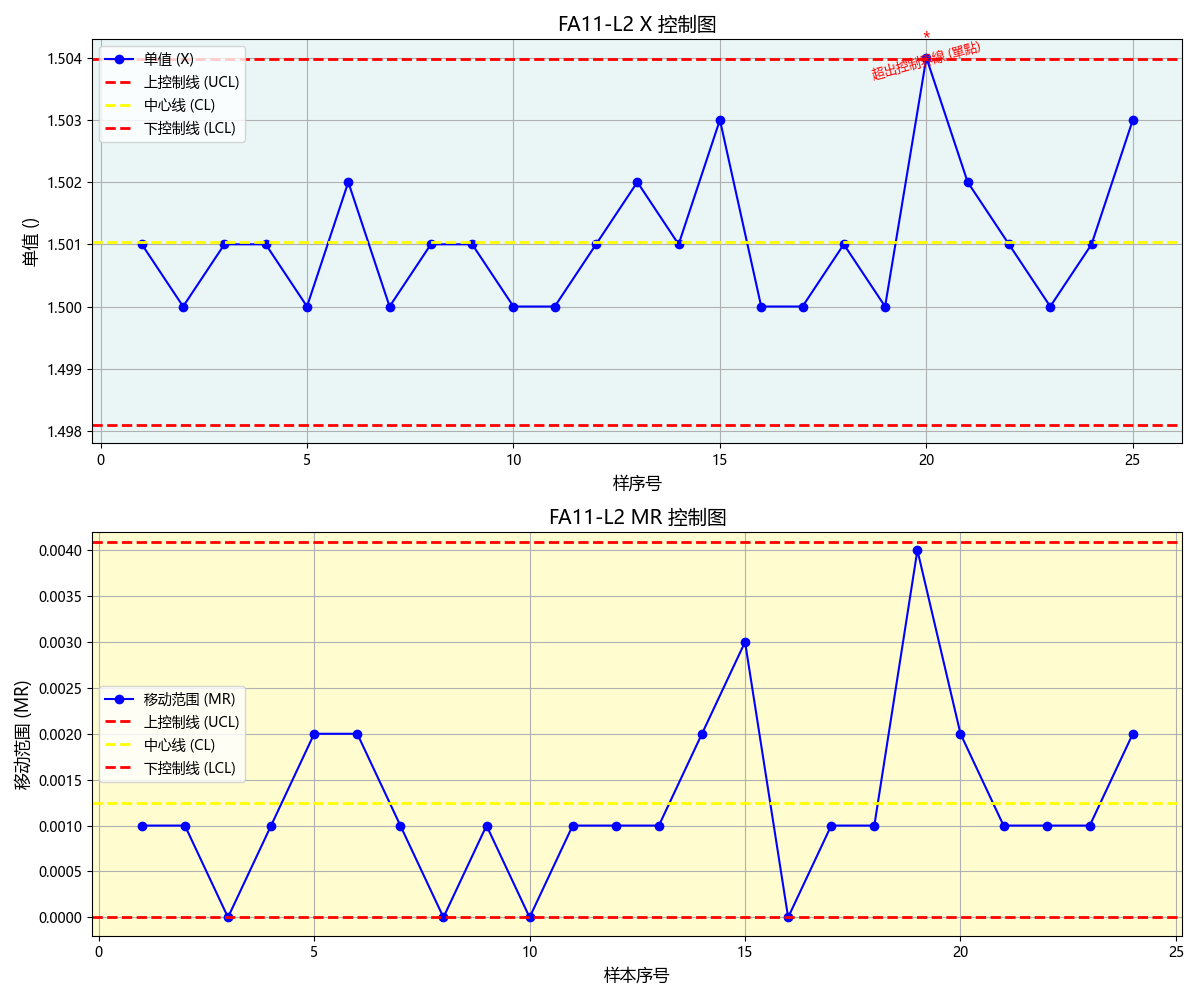 FA11-L2 X 控制图
*
超出控制界線 (單點)
单值 (X)
上控制线 (UCL)
中心线 (CL)
下控制线 (LCL)
单值 ()
1.504
1.503
1.502
1.501
1.500
1.499
1.498
0 5 10 15 20 25
样序号
FA11-L2 MR 控制图
移动范围 (MR)
上控制线 (UCL)
中心线 (CL)
下控制线 (LCL)
移动范围 (MR)
0.0040
0.0035
0.0030
0.0025
0.0020
0.0015
0.0010
0.0005
0.0000
0 5 10 15 20 25
样本序号